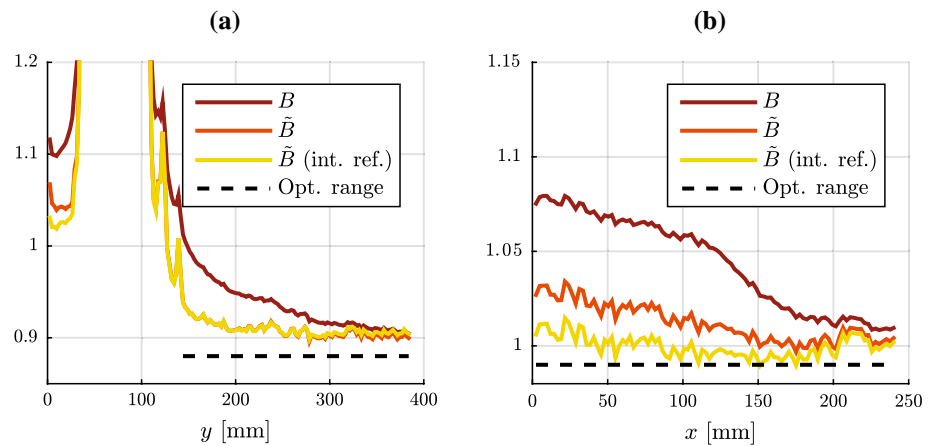 (a)
1.2
1.1
1
0.9
0
100
200
300
400
y [mm]
B
B̃
B̃ (int. ref.)
Opt. range
(b)
1.15
1.1
1.05
1
0
50
100
150
200
250
x [mm]
B
B̃
B̃ (int. ref.)
Opt. range